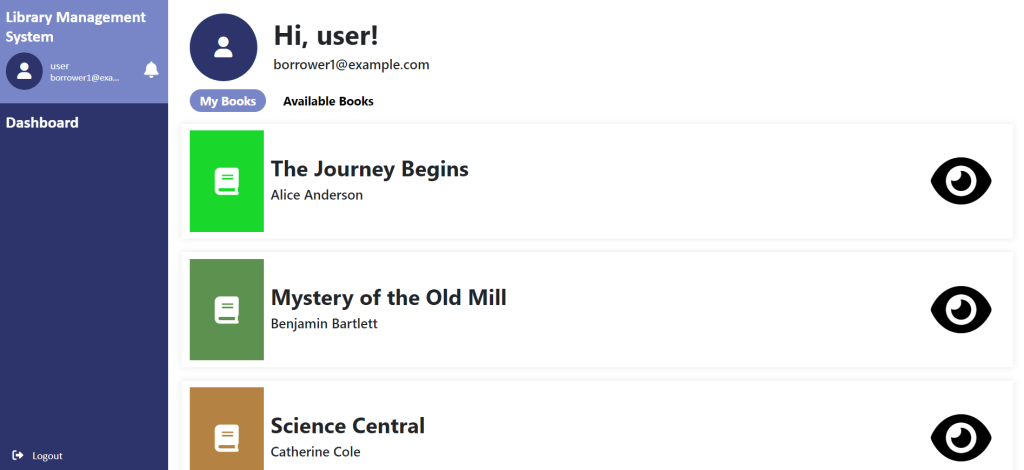 Library Management
System
user
borrower1@exa...
Dashboard
Logout
Hi, user!
borrower1@example.com
My Books
Available Books
The Journey Begins
Alice Anderson
Mystery of the Old Mill
Benjamin Bartlett
Science Central
Catherine Cole